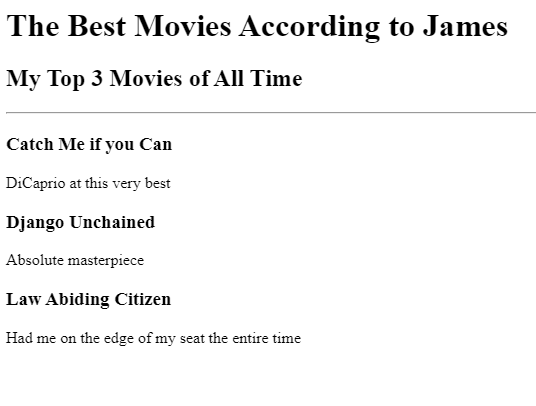 The Best Movies According to James
My Top 3 Movies of All Time
Catch Me if you Can
DiCaprio at this very best
Django Unchained
Absolute masterpiece
Law Abiding Citizen
Had me on the edge of my seat the entire time